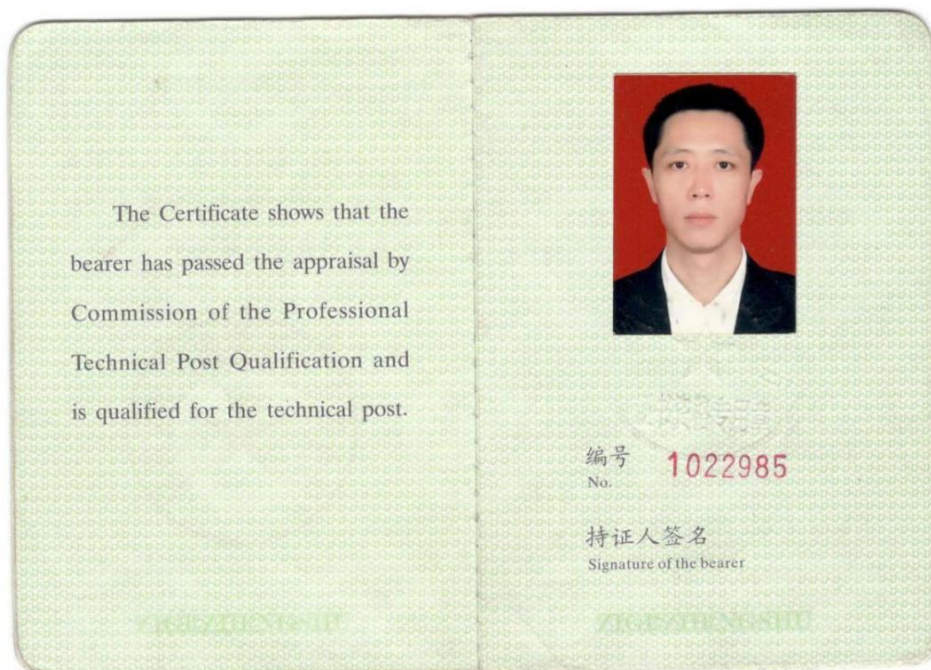 The Certificate shows that the
bearer has passed the appraisal by
Commission of the Professional
Technical Post Qualification and
is qualified for the technical post.
编号
No.
1022985
持证人签名
Signature of the bearer